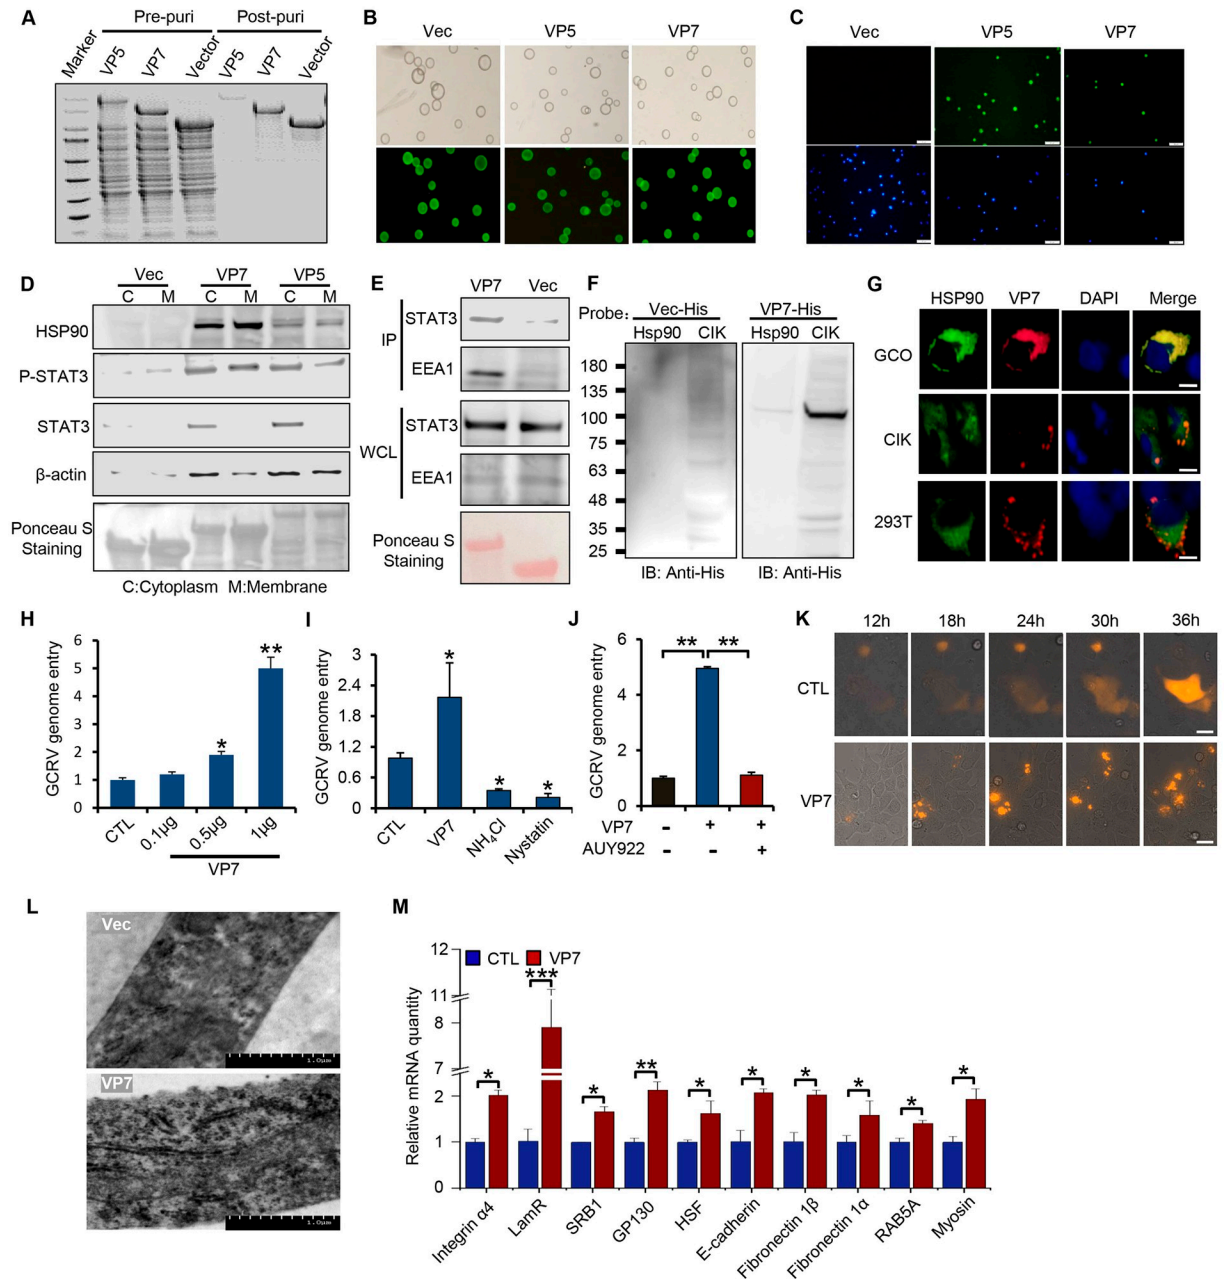 A
Pre-puri
Post-puri
Marker
VP5
VP7
Vector
VP5
VP7
Vector
B
Vec
VP5
VP7
C
Vec
VP5
VP7
D
Vec
VP7
VP5
C
M
C
M
C
M
HSP90
P-STAT3
STAT3
β-actin
Ponceau S
Staining
C:Cytoplasm M:Membrane
E
VP7
Vec
IP
STAT3
EEA1
WCL
STAT3
EEA1
Ponceau S
Staining
F
Probe:
Vec-His
VP7-His
Hsp90
CIK
Hsp90
CIK
180
135
100
75
63
48
35
25
IB: Anti-His
IB: Anti-His
G
HSP90
VP7
DAPI
Merge
GCO
CIK
293T
H
GCRV genome entry
6
5
4
3
2
1
0
*
**
CTL
0.1μg
0.5μg
1μg
VP7
I
GCRV genome entry
3
2.4
1.8
1.2
0.6
0
*
*
*
CTL
VP7
NH₄Cl
Nystatin
J
GCRV genome entry
6
4
2
0
**
**
VP7 - + +
AUY922 - - +
K
12h
18h
24h
30h
36h
CTL
VP7
L
Vec
1.0μm
VP7
1.0μm
M
Relative mRNA quantity
12
11
8
7
2
1
0
CTL
VP7
*
***
*
**
*
*
*
*
*
*
Integrin α4
LamR
SRB1
GP130
HSF
E-cadherin
Fibronectin 1β
Fibronectin 1α
RAB5A
Myosin